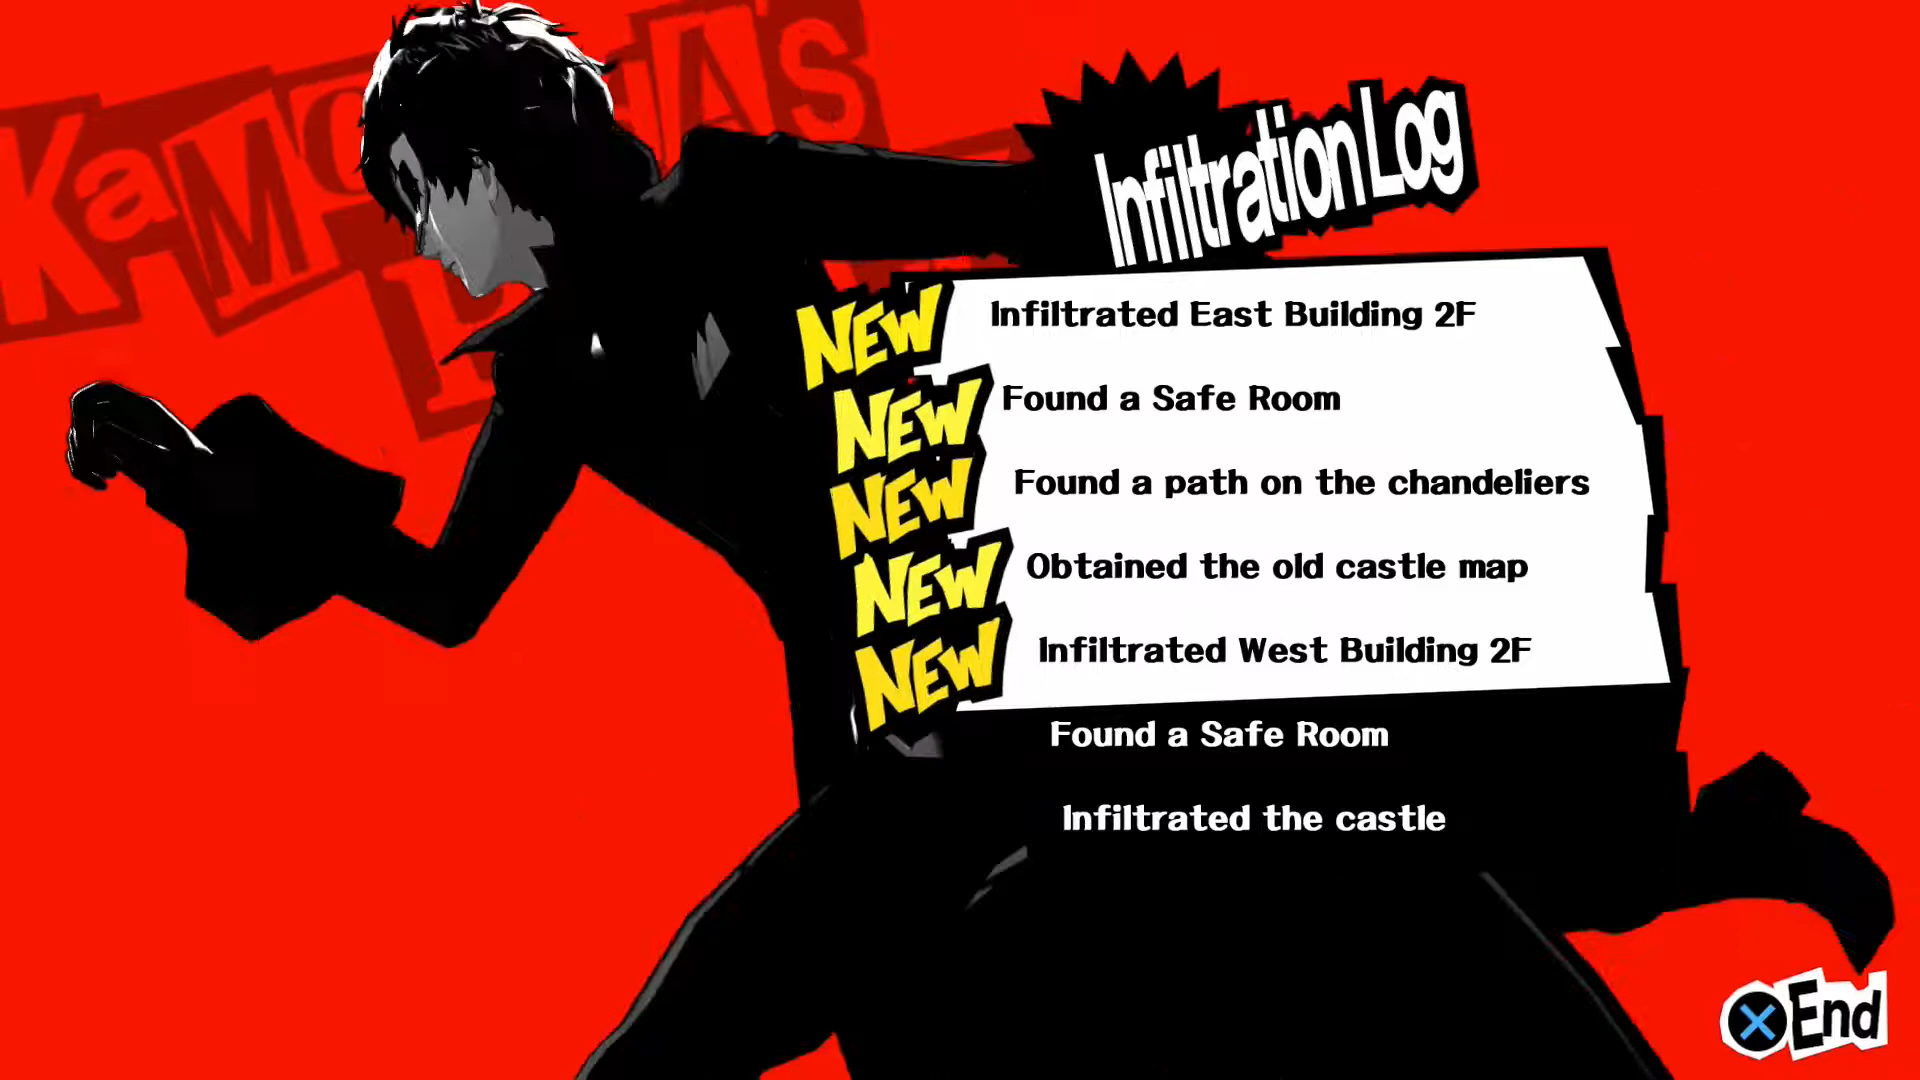 KaMO A'S
P
Infiltration Log
NEW Infiltrated East Building 2F
NEW Found a Safe Room
NEW Found a path on the chandeliers
NEW Obtained the old castle map
NEW Infiltrated West Building 2F
Found a Safe Room
Infiltrated the castle
End